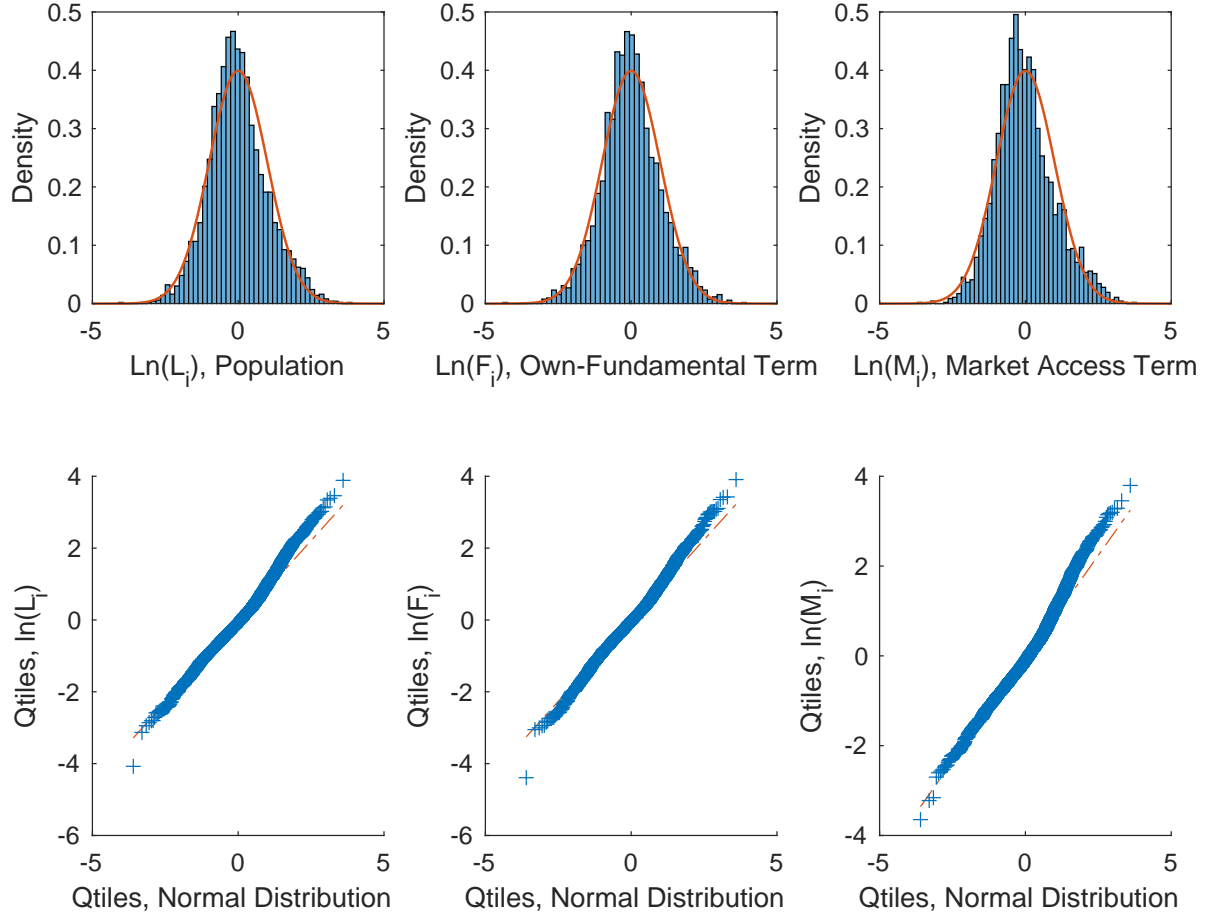 0.5
0.4
0.3
0.2
0.1
0
Density
-5 0 5
Ln(L_i), Population
0.5
0.4
0.3
0.2
0.1
0
Density
-5 0 5
Ln(F_i), Own-Fundamental Term
0.5
0.4
0.3
0.2
0.1
0
Density
-5 0 5
Ln(M_i), Market Access Term
4
2
0
-2
-4
-6
Qtiles, ln(L_i)
-5 0 5
Qtiles, Normal Distribution
4
2
0
-2
-4
-6
Qtiles, ln(F_i)
-5 0 5
Qtiles, Normal Distribution
4
2
0
-2
-4
Qtiles, ln(M_i)
-5 0 5
Qtiles, Normal Distribution